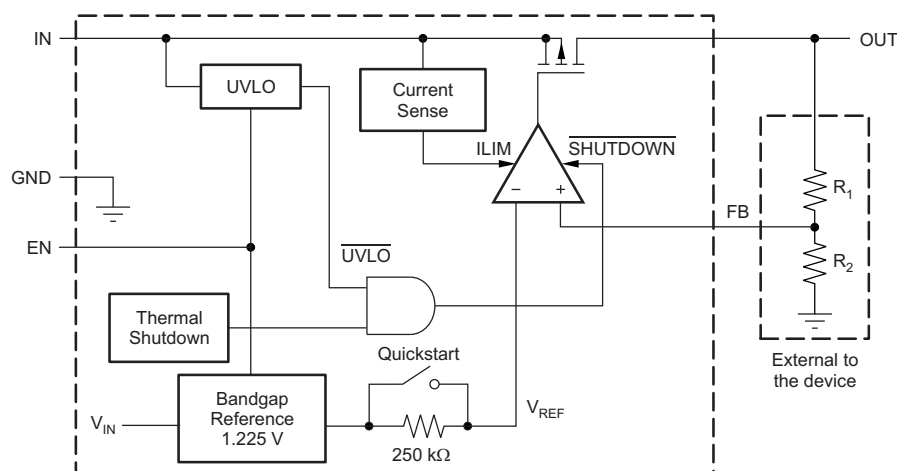 IN
OUT
UVLO
Current
Sense
ILIM
SHUTDOWN
GND
− +
R1
FB
EN
UVLO
R2
Thermal
Shutdown
Quickstart
External to
the device
Bandgap
Reference
1.225 V
VIN
VREF
250 kΩ